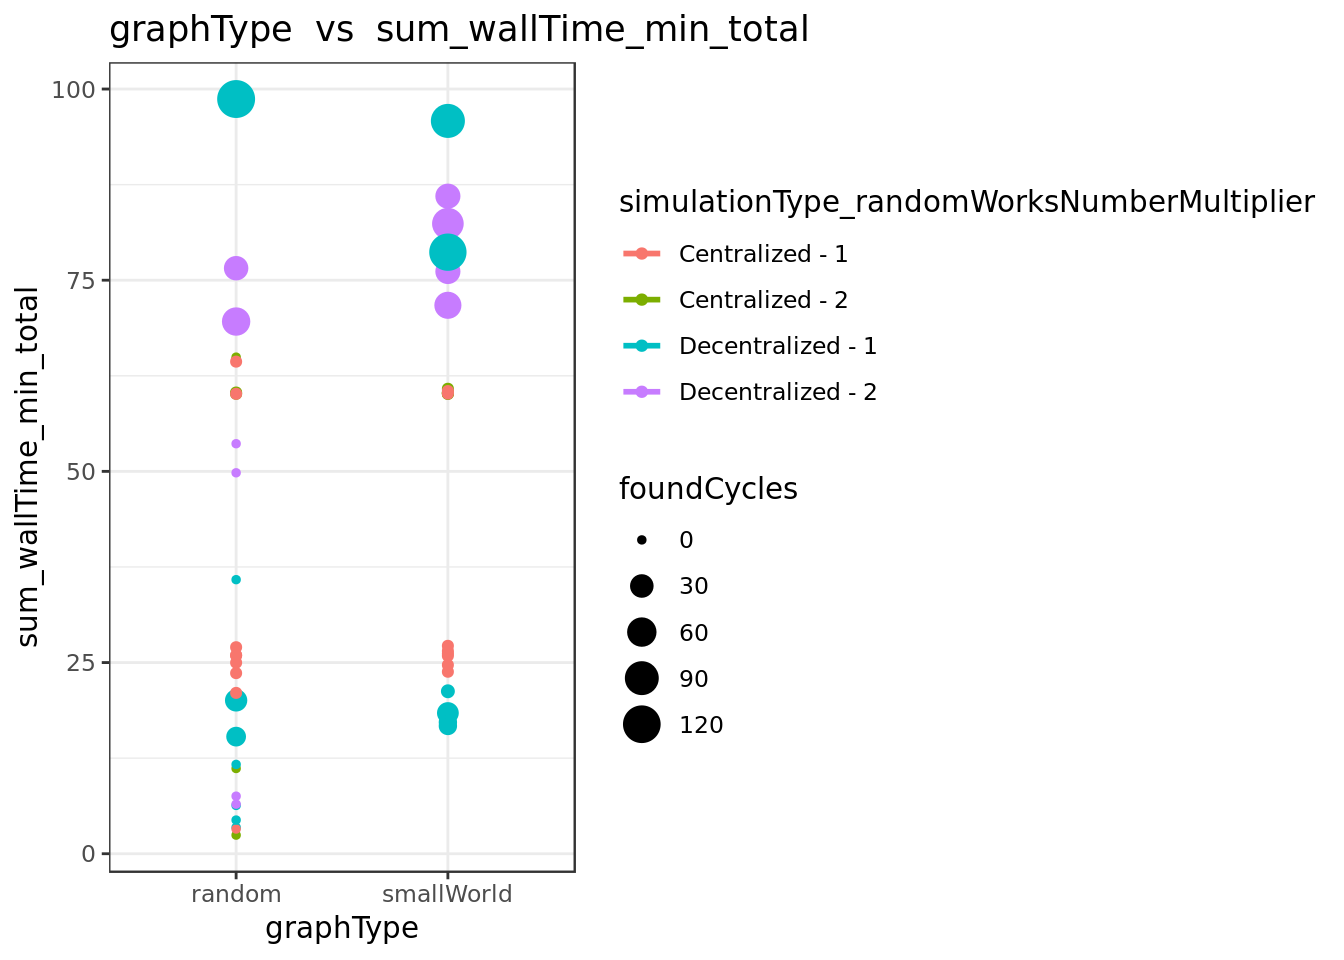 graphType vs sum_wallTime_min_total
sum_wallTime_min_total
100
75
50
25
0
random smallWorld
graphType
simulationType_randomWorksNumberMultiplier
Centralized - 1
Centralized - 2
Decentralized - 1
Decentralized - 2
foundCycles
0
30
60
90
120